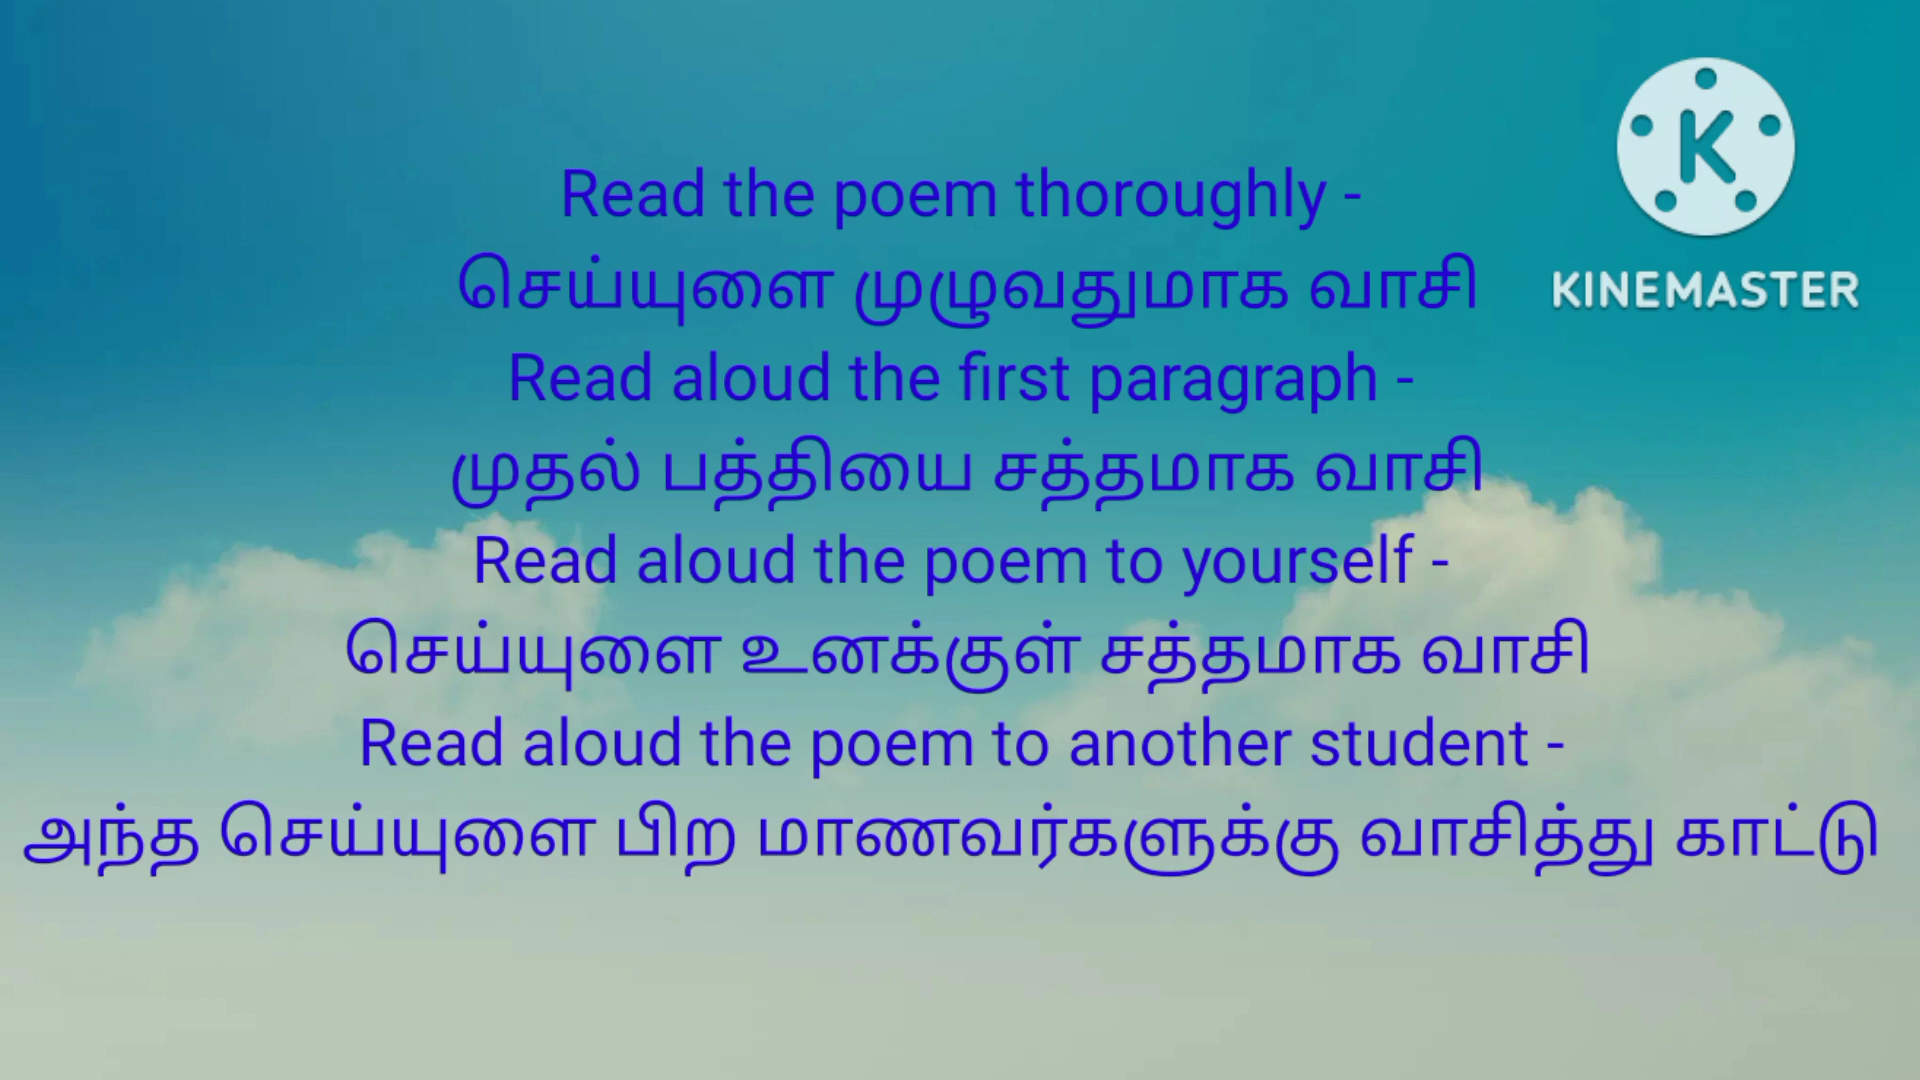 Read the poem thoroughly -
செய்யுளை முழுவதுமாக வாசி
Read aloud the first paragraph -
முதல் பத்தியை சத்தமாக வாசி
Read aloud the poem to yourself -
செய்யுளை உனக்குள் சத்தமாக வாசி
Read aloud the poem to another student -
அந்த செய்யுளை பிற மாணவர்களுக்கு வாசித்து காட்டு
K
KINEMASTER